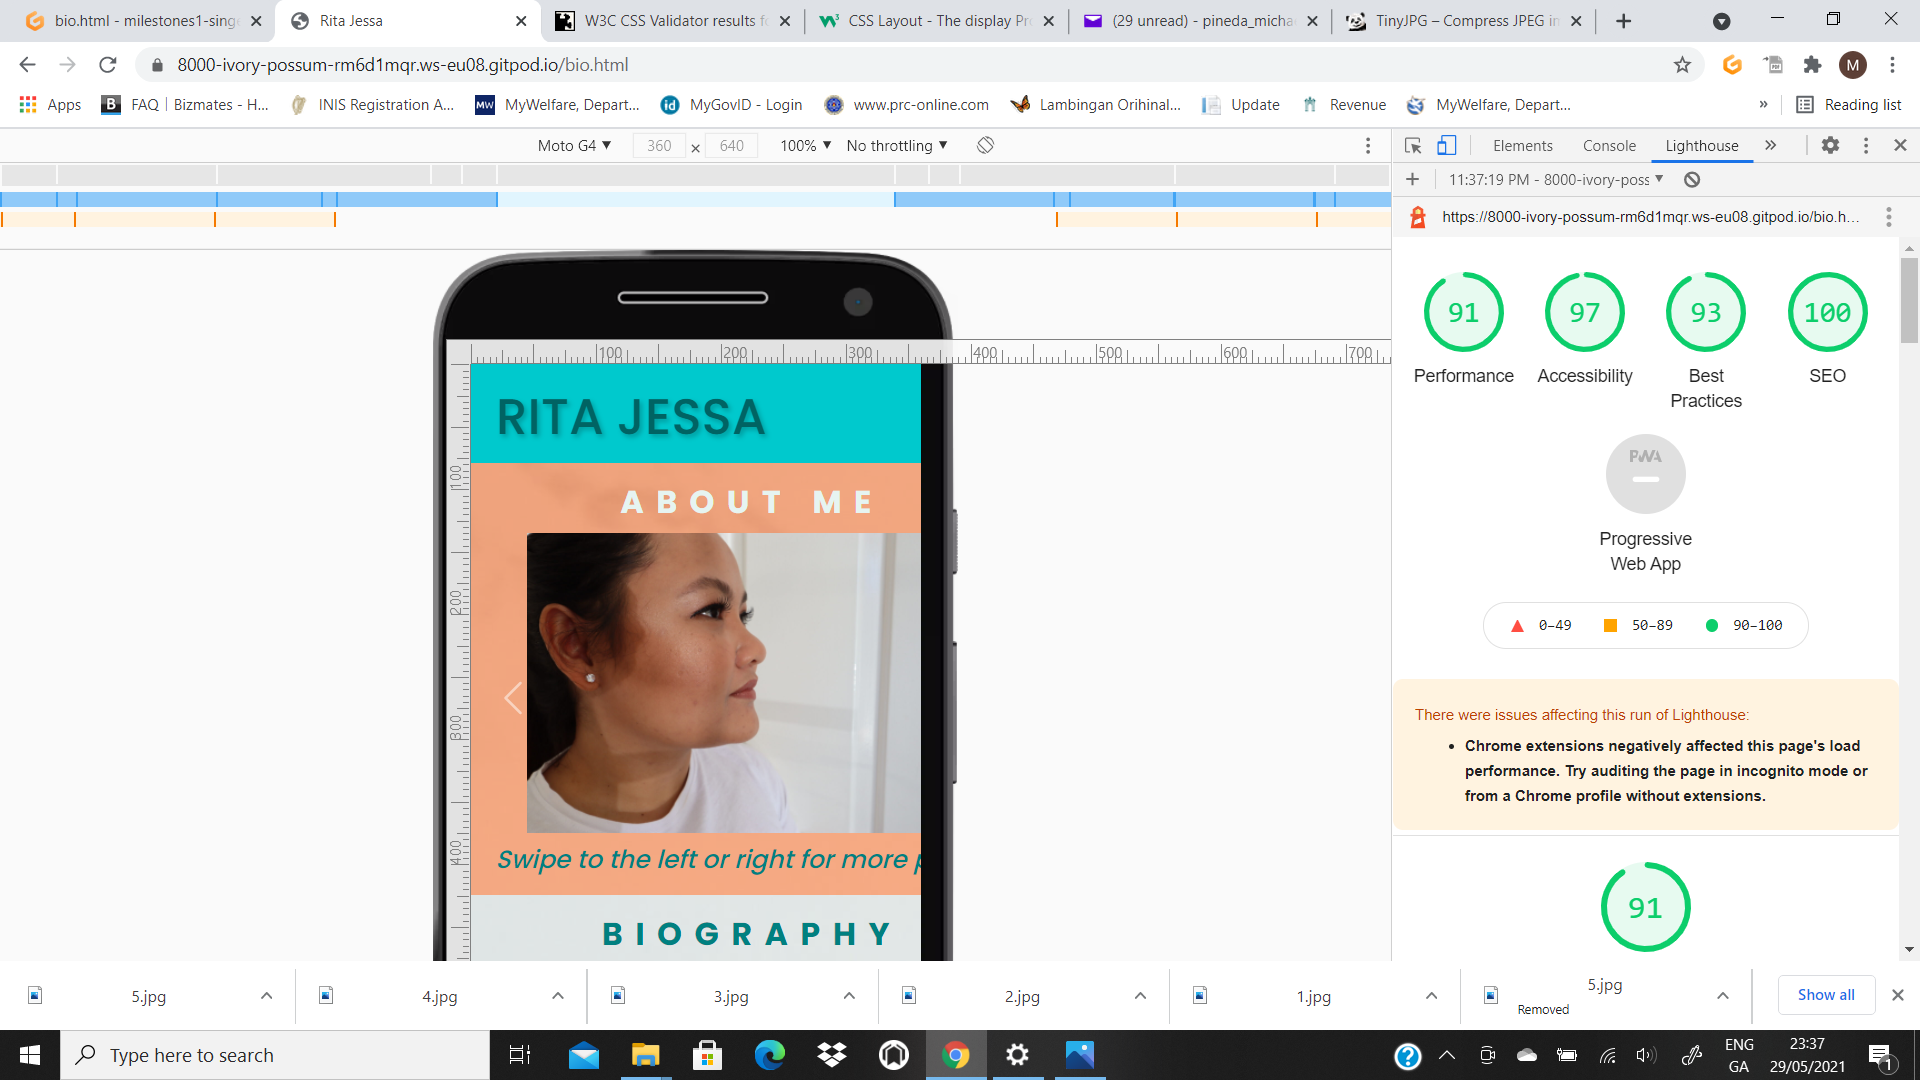 bio.html - milestones1-singe
Rita Jessa
W3C CSS Validator results fo
CSS Layout - The display Pro
(29 unread) - pineda_micha
TinyJPG – Compress JPEG in
8000-ivory-possum-rm6d1mqr.ws-eu08.gitpod.io/bio.html
M
Apps
B FAQ | Bizmates - H...
INIS Registration A...
MW MyWelfare, Depart...
id MyGovID - Login
www.prc-online.com
Lambingan Orihinal...
Update
Revenue
MyWelfare, Depart...
»
Reading list
Moto G4 ▼ 360 × 640 100% ▼ No throttling ▼
Elements Console Lighthouse »
11:37:19 PM - 8000-ivory-poss ▼
https://8000-ivory-possum-rm6d1mqr.ws-eu08.gitpod.io/bio.h...
91 97 93 100
Performance Accessibility Best Practices SEO
PWA
Progressive
Web App
0–49 50–89 90–100
There were issues affecting this run of Lighthouse:
• Chrome extensions negatively affected this page's load
performance. Try auditing the page in incognito mode or
from a Chrome profile without extensions.
91
100 200 300 400 500 600 700
100
200
300
400
RITA JESSA
ABOUT ME
Swipe to the left or right for more p
BIOGRAPHY
5.jpg
4.jpg
3.jpg
2.jpg
1.jpg
5.jpg
Removed
Show all
Type here to search
ENG
GA
23:37
29/05/2021
1